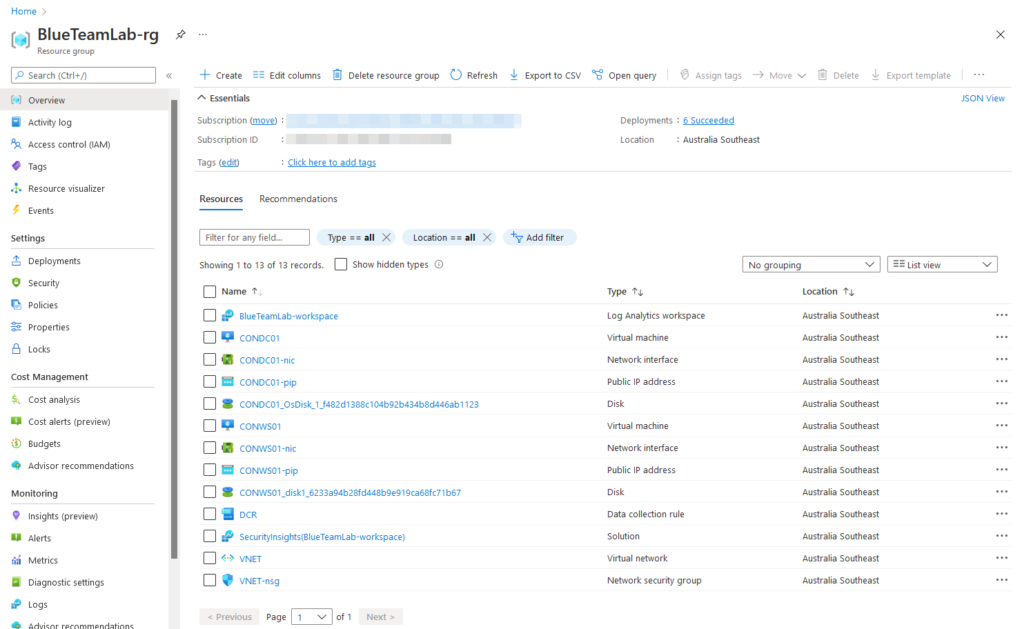 Home >
BlueTeamLab-rg ...
Resource group
Search (Ctrl+/) «
Overview
Activity log
Access control (IAM)
Tags
Resource visualizer
Events
Settings
Deployments
Security
Policies
Properties
Locks
Cost Management
Cost analysis
Cost alerts (preview)
Budgets
Advisor recommendations
Monitoring
Insights (preview)
Alerts
Metrics
Diagnostic settings
Logs
Advisor recommendations
Create Edit columns Delete resource group Refresh Export to CSV Open query Assign tags Move Delete Export template ...
Essentials JSON View
Subscription (move) : Deployments : 6 Succeeded
Subscription ID : Location : Australia Southeast
Tags (edit) : Click here to add tags
Resources Recommendations
Filter for any field... Type == all Location == all Add filter
Showing 1 to 13 of 13 records. Show hidden types No grouping List view
Name ↑↓ Type ↑↓ Location ↑↓
BlueTeamLab-workspace Log Analytics workspace Australia Southeast ...
CONDC01 Virtual machine Australia Southeast ...
CONDC01-nic Network interface Australia Southeast ...
CONDC01-pip Public IP address Australia Southeast ...
CONDC01_OsDisk_1_f482d1388c104b92b434b8d446ab1123 Disk Australia Southeast ...
CONWS01 Virtual machine Australia Southeast ...
CONWS01-nic Network interface Australia Southeast ...
CONWS01-pip Public IP address Australia Southeast ...
CONWS01_disk1_6233a94b28fd448b9e919ca68fc71b67 Disk Australia Southeast ...
DCR Data collection rule Australia Southeast ...
SecurityInsights(BlueTeamLab-workspace) Solution Australia Southeast ...
VNET Virtual network Australia Southeast ...
VNET-nsg Network security group Australia Southeast ...
< Previous Page 1 of 1 Next >